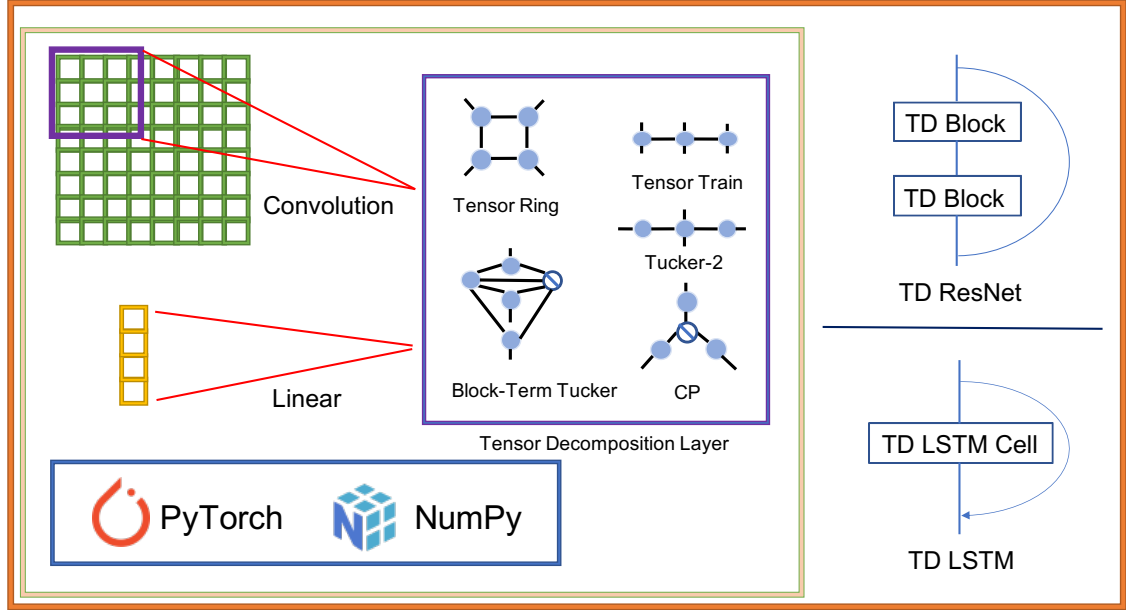 Convolution
Linear
Tensor Ring
Tensor Train
Tucker-2
Block-Term Tucker
CP
Tensor Decomposition Layer
PyTorch
NumPy
TD Block
TD Block
TD ResNet
TD LSTM Cell
TD LSTM